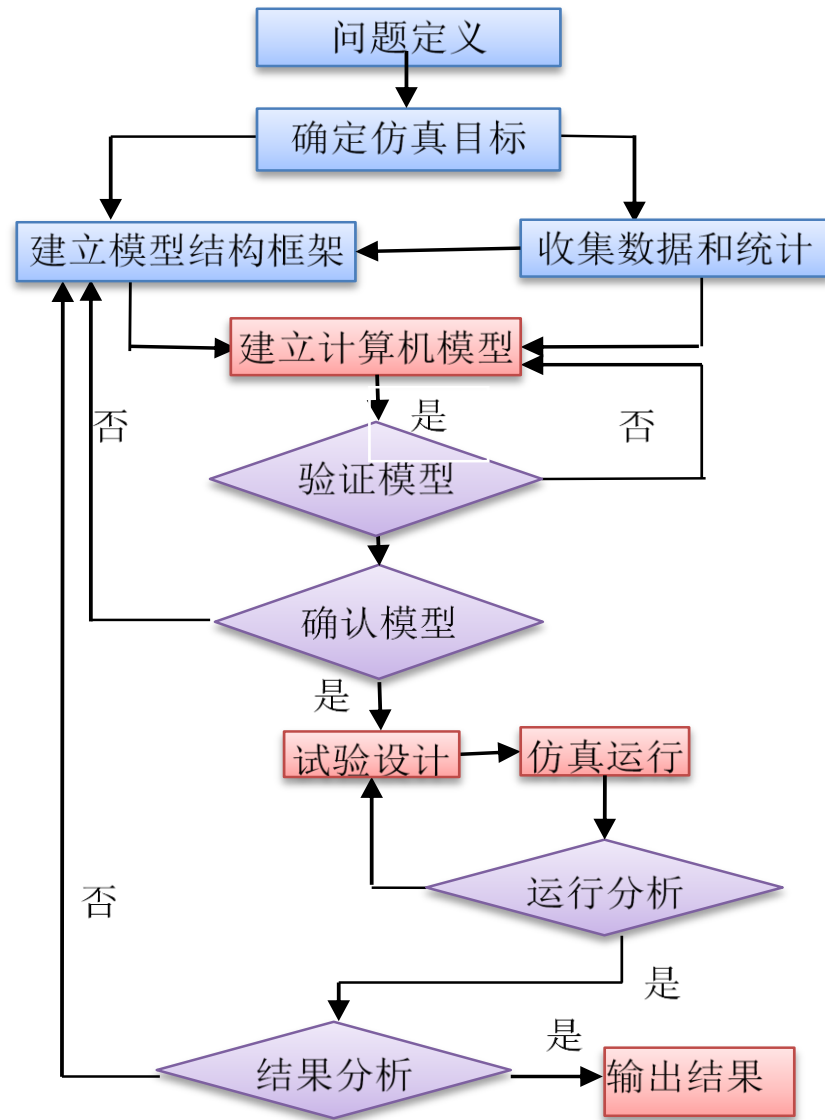 问题定义
确定仿真目标
建立模型结构框架
收集数据和统计
建立计算机模型
否
是
否
验证模型
确认模型
是
试验设计
仿真运行
否
运行分析
是
是
结果分析
输出结果